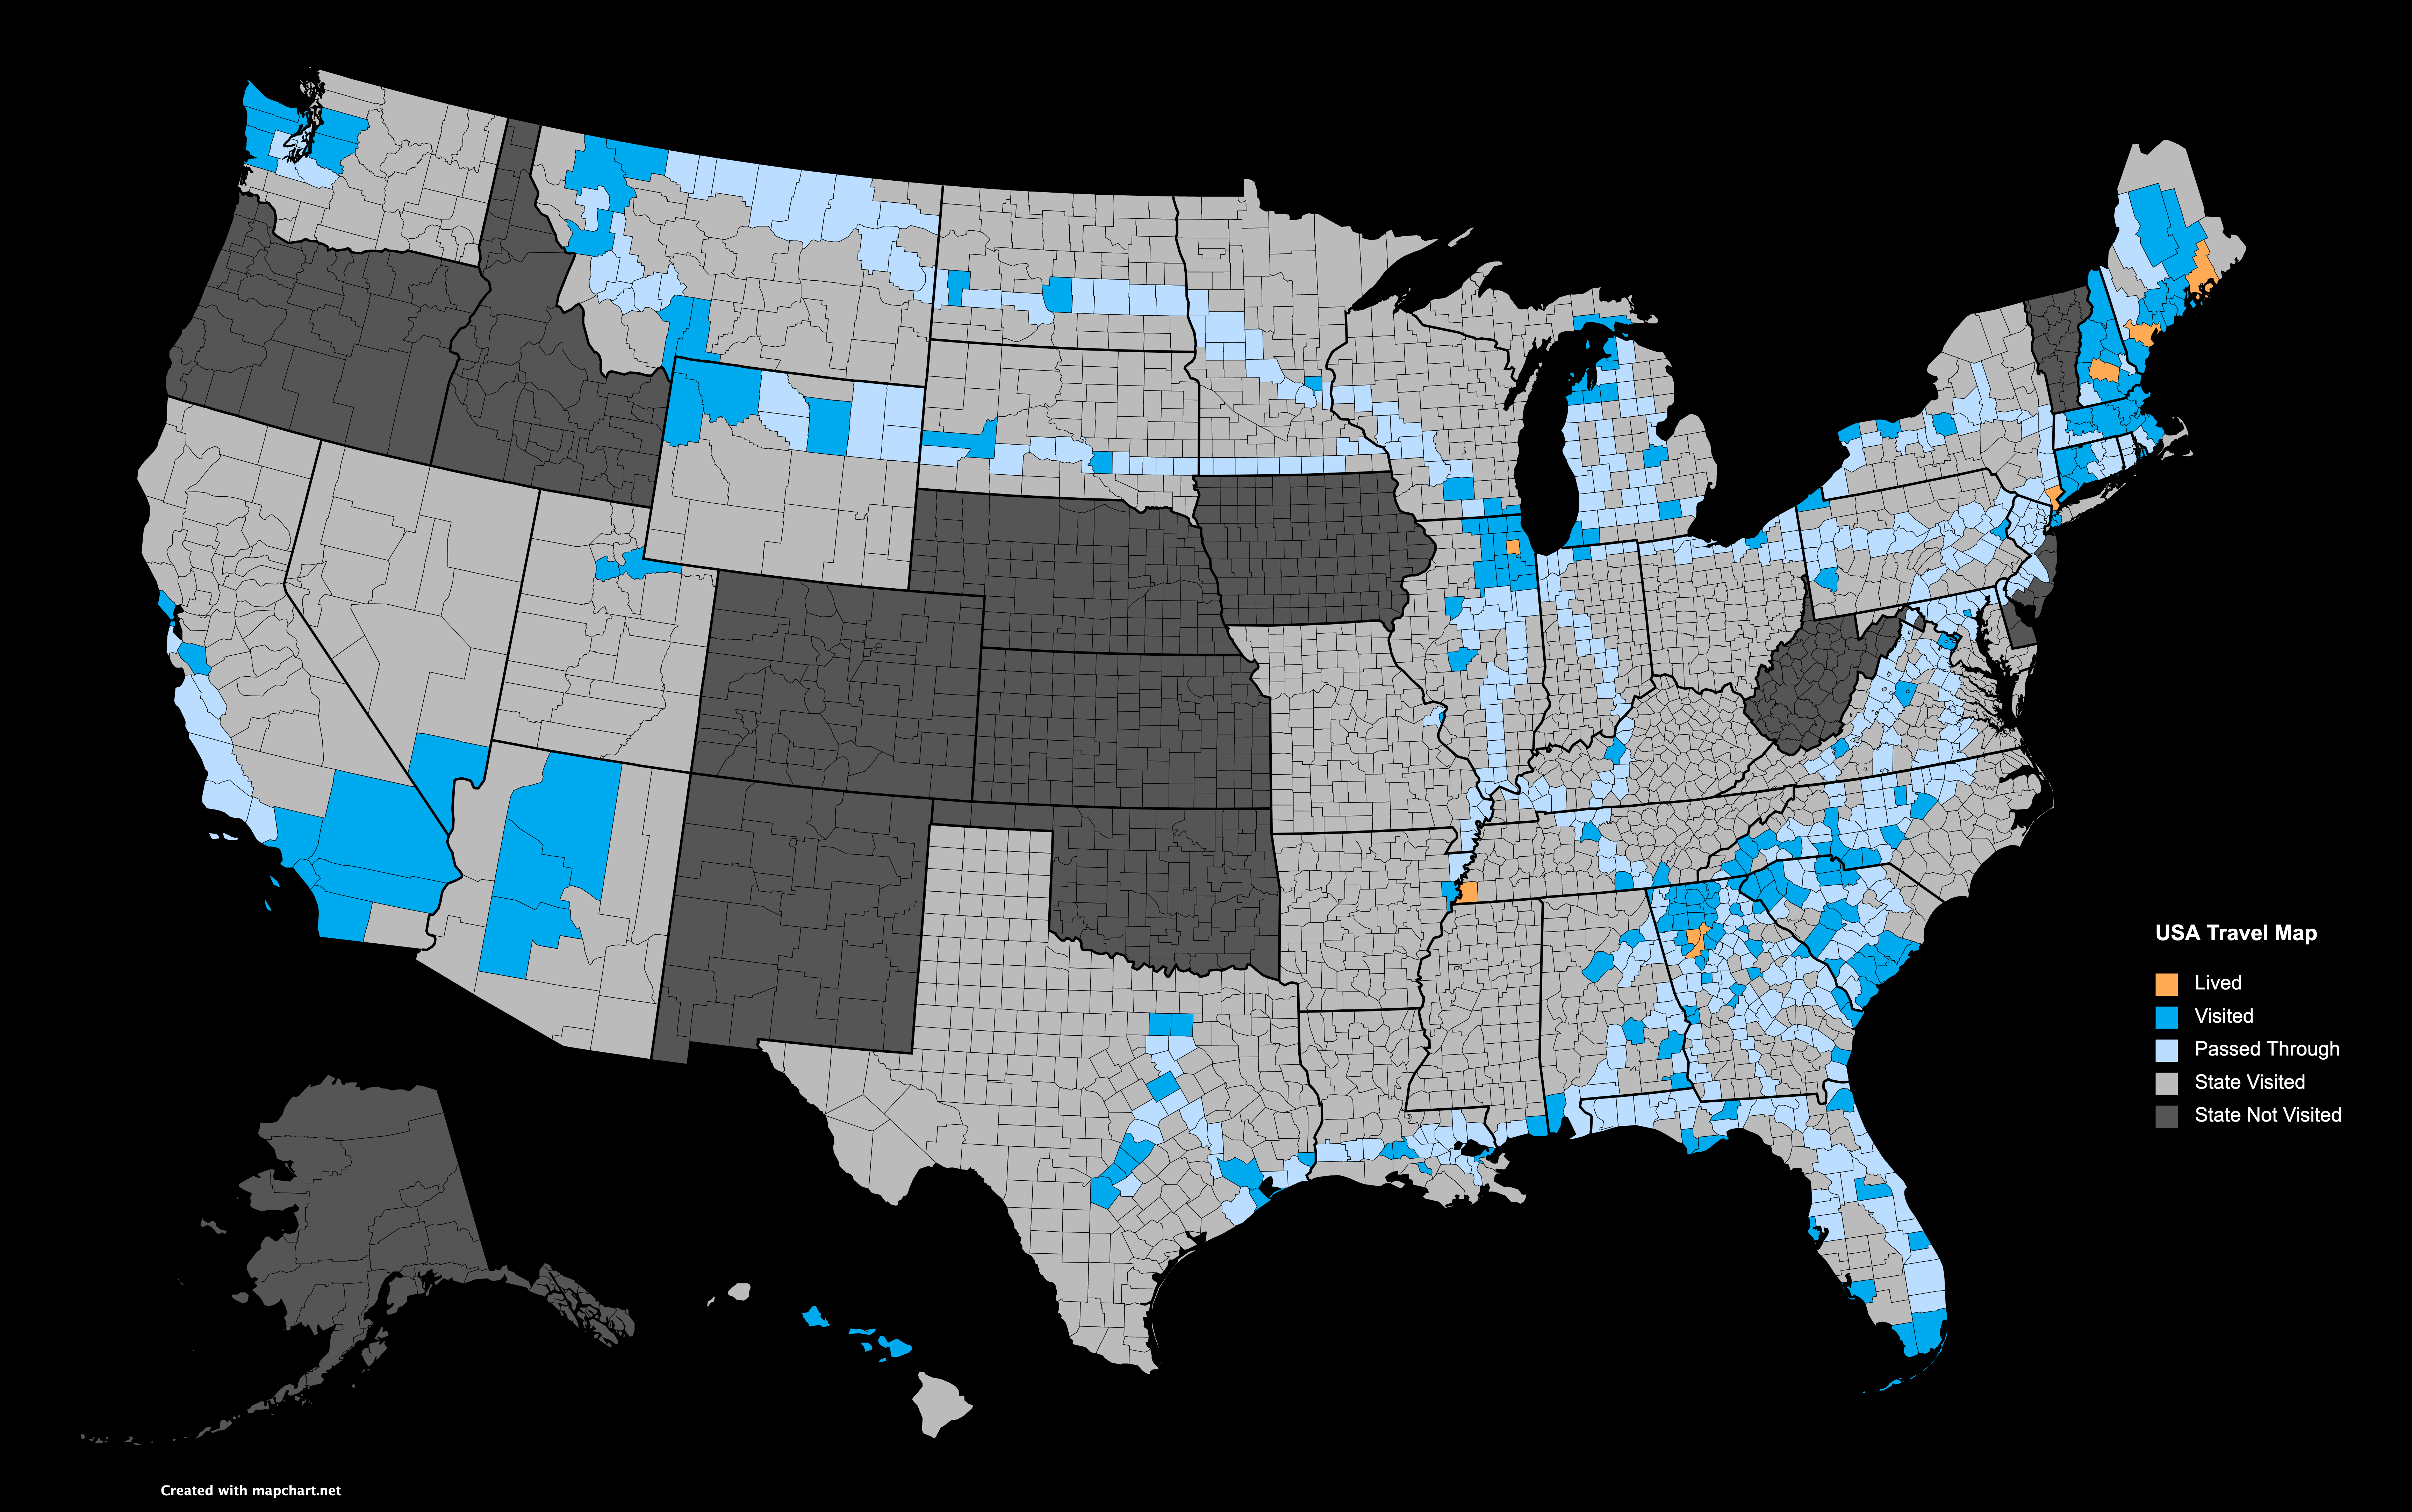 USA Travel Map
Lived
Visited
Passed Through
State Visited
State Not Visited
Created with mapchart.net